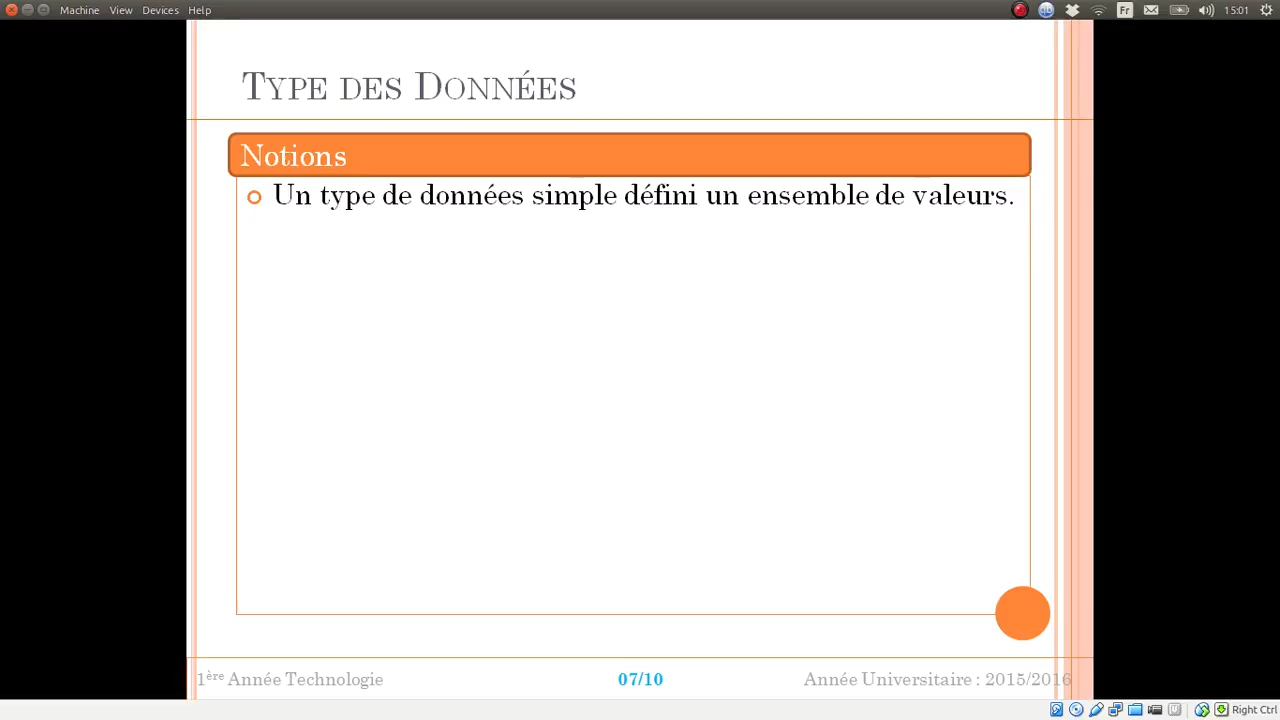 Machine View Devices Help Fr 15:01
TYPE DES DONNÉES
Notions
Un type de données simple défini un ensemble de valeurs.
1ère Année Technologie 07/10 Année Universitaire : 2015/2016
Right Ctrl